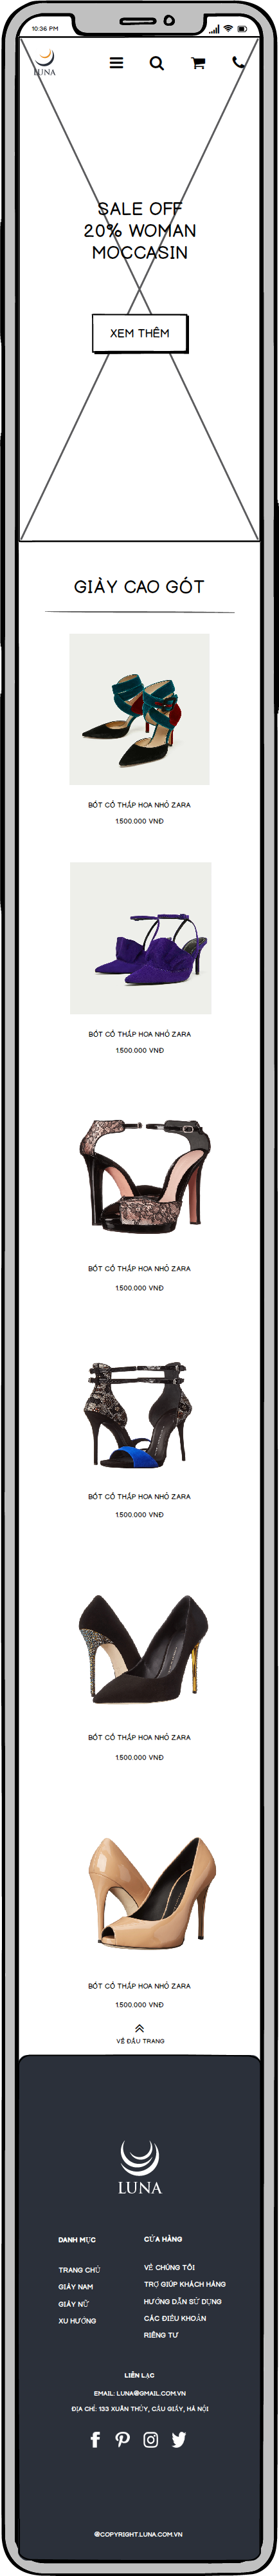 10:36 PM
LUNA
SALE OFF
20% WOMAN
MOCCASIN
XEM THÊM
GIÀY CAO GÓT
BỐT CỔ THẤP HOA NHỎ ZARA
1.500.000 VNĐ
BỐT CỔ THẤP HOA NHỎ ZARA
1.500.000 VNĐ
BỐT CỔ THẤP HOA NHỎ ZARA
1.500.000 VNĐ
BỐT CỔ THẤP HOA NHỎ ZARA
1.500.000 VNĐ
BỐT CỔ THẤP HOA NHỎ ZARA
1.500.000 VNĐ
BỐT CỔ THẤP HOA NHỎ ZARA
1.500.000 VNĐ
VỀ ĐẦU TRANG
LUNA
DANH MỤC
TRANG CHỦ
GIÀY NAM
GIÀY NỮ
XU HƯỚNG
CỬA HÀNG
VỀ CHÚNG TÔI
TRỢ GIÚP KHÁCH HÀNG
HƯỚNG DẪN SỬ DỤNG
CÁC ĐIỀU KHOẢN
RIÊNG TƯ
LIÊN LẠC
EMAIL: LUNA@GMAIL.COM.VN
ĐỊA CHỈ: 133 XUÂN THỦY, CẦU GIẤY, HÀ NỘI
@COPYRIGHT.LUNA.COM.VN